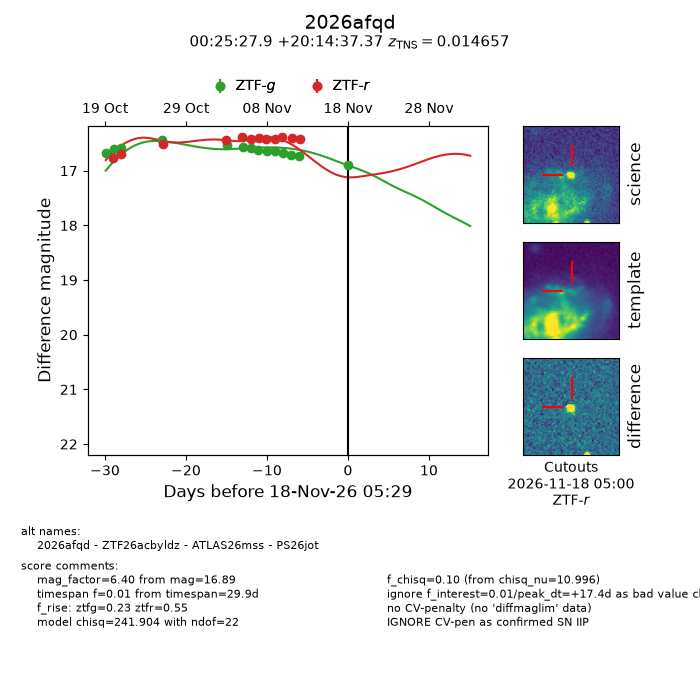 2026afqd
00:25:27.9 +20:14:37.37 zTNS = 0.014657
ZTF-g ZTF-r
19 Oct 29 Oct 08 Nov 18 Nov 28 Nov
17
18
19
20
21
22
Difference magnitude
−30 −20 −10 0 10
Days before 18-Nov-26 05:29
science
template
difference
Cutouts
2026-11-18 05:00
ZTF-r
alt names:
2026afqd - ZTF26acbyldz - ATLAS26mss - PS26jot
score comments:
mag_factor=6.40 from mag=16.89
timespan f=0.01 from timespan=29.9d
f_rise: ztfg=0.23 ztfr=0.55
model chisq=241.904 with ndof=22
f_chisq=0.10 (from chisq_nu=10.996)
ignore f_interest=0.01/peak_dt=+17.4d as bad value
no CV-penalty (no 'diffmaglim' data)
IGNORE CV-pen as confirmed SN IIP